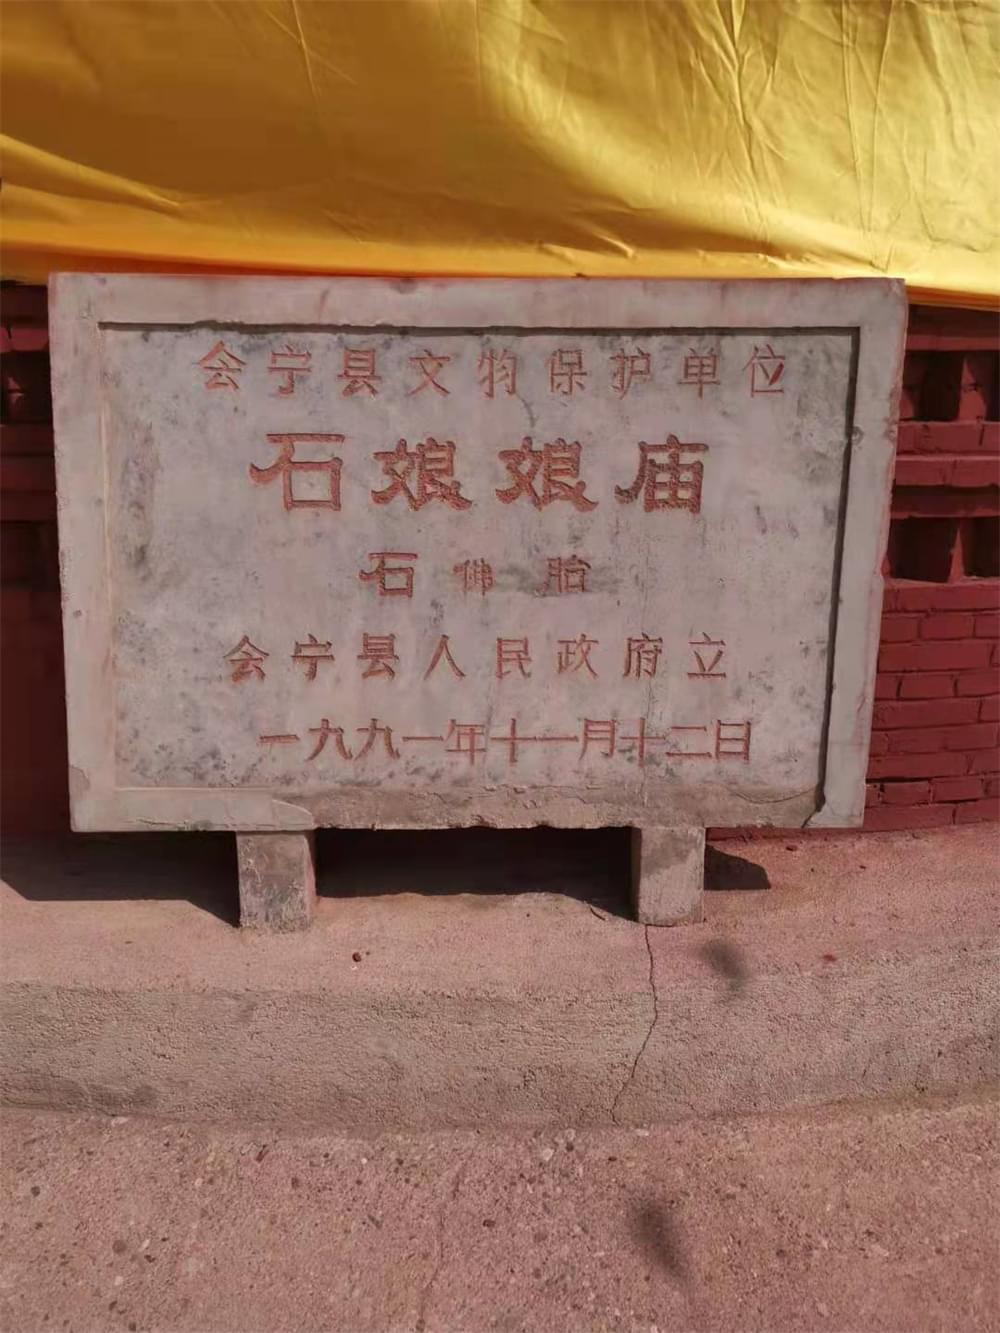 会宁县文物保护单位
石娘娘庙
石佛胎
会宁县人民政府立
一九九一年十一月十二日